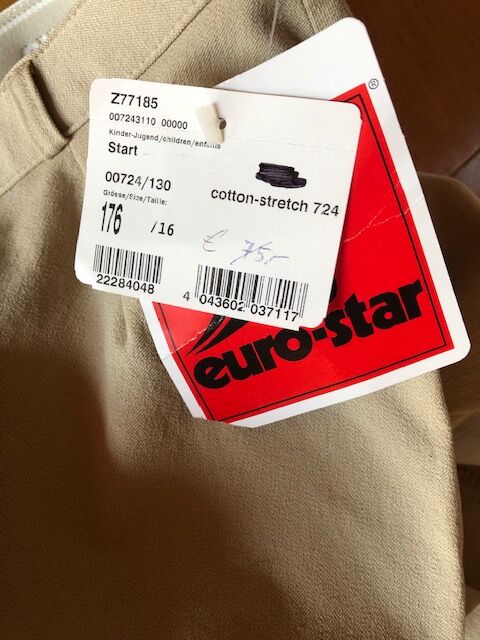 Z77185
007243110 00000
Kinder-Jugend/children/enfants
Start
00724/130
cotton-stretch 724
Grösse/Size/Taille:
176 /16
€ 75,-
22284048
4 043602 037117
®
euro-star